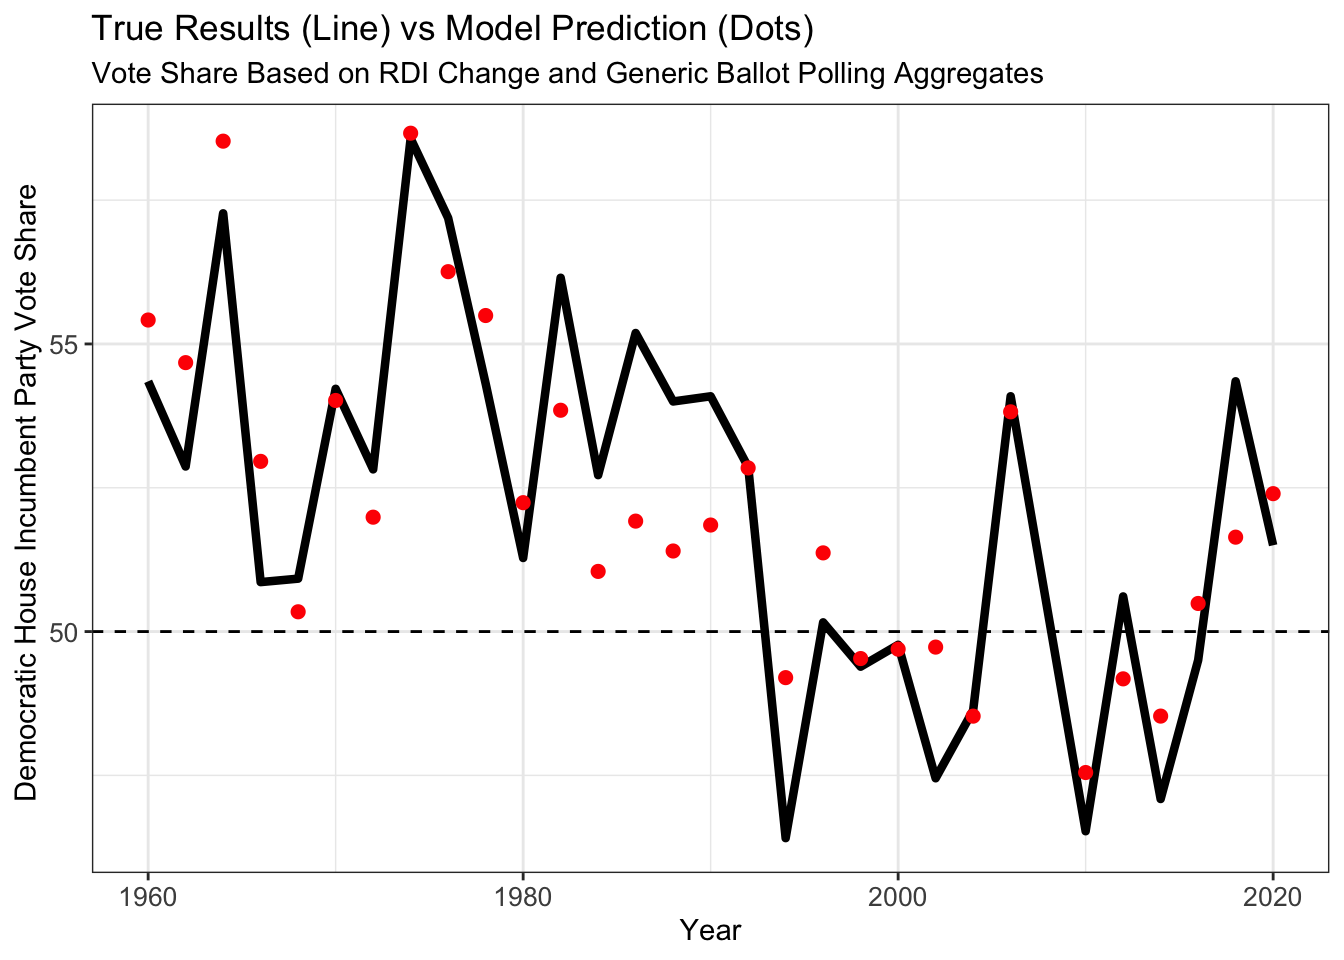 True Results (Line) vs Model Prediction (Dots)
Vote Share Based on RDI Change and Generic Ballot Polling Aggregates
Democratic House Incumbent Party Vote Share
55
50
1960
1980
2000
2020
Year